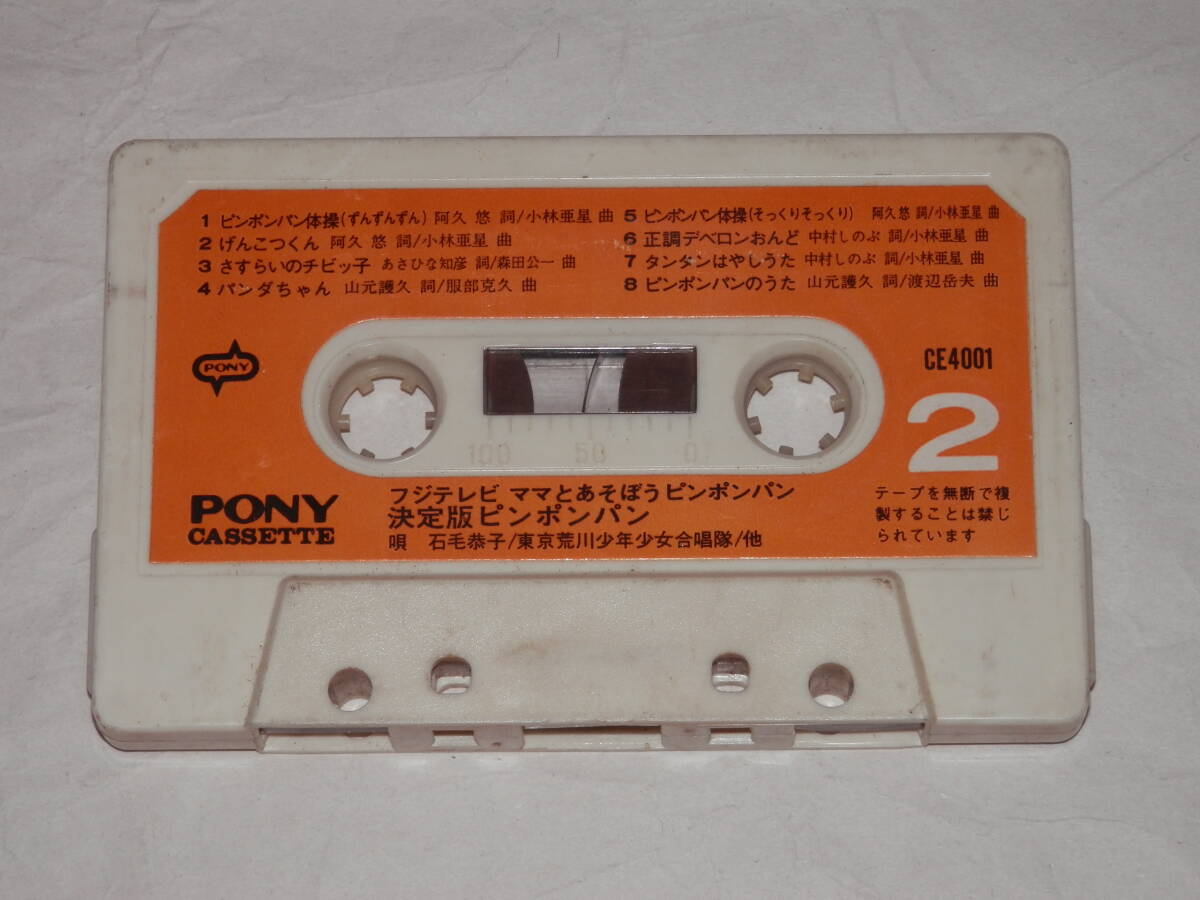 1 ピンポンパン体操(ずんずんずん) 阿久 悠 詞/小林亜星 曲
2 げんこつくん 阿久 悠 詞/小林亜星 曲
3 さすらいのチビッ子 あさひな知彦 詞/森田公一 曲
4 パンダちゃん 山元護久 詞/服部克久 曲
5 ピンポンパン体操(そっくりそっくり) 阿久 悠 詞/小林亜星 曲
6 正調デベロンおんど 中村しのぶ 詞/小林亜星 曲
7 タンタンはやしうた 中村しのぶ 詞/小林亜星 曲
8 ピンポンパンのうた 山元護久 詞/渡辺岳夫 曲
PONY
CE4001
2
100 50 0
PONY
CASSETTE
フジテレビ ママとあそぼうピンポンパン
決定版ピンポンパン
唄 石毛恭子/東京荒川少年少女合唱隊/他
テープを無断で複
製することは禁じ
られています